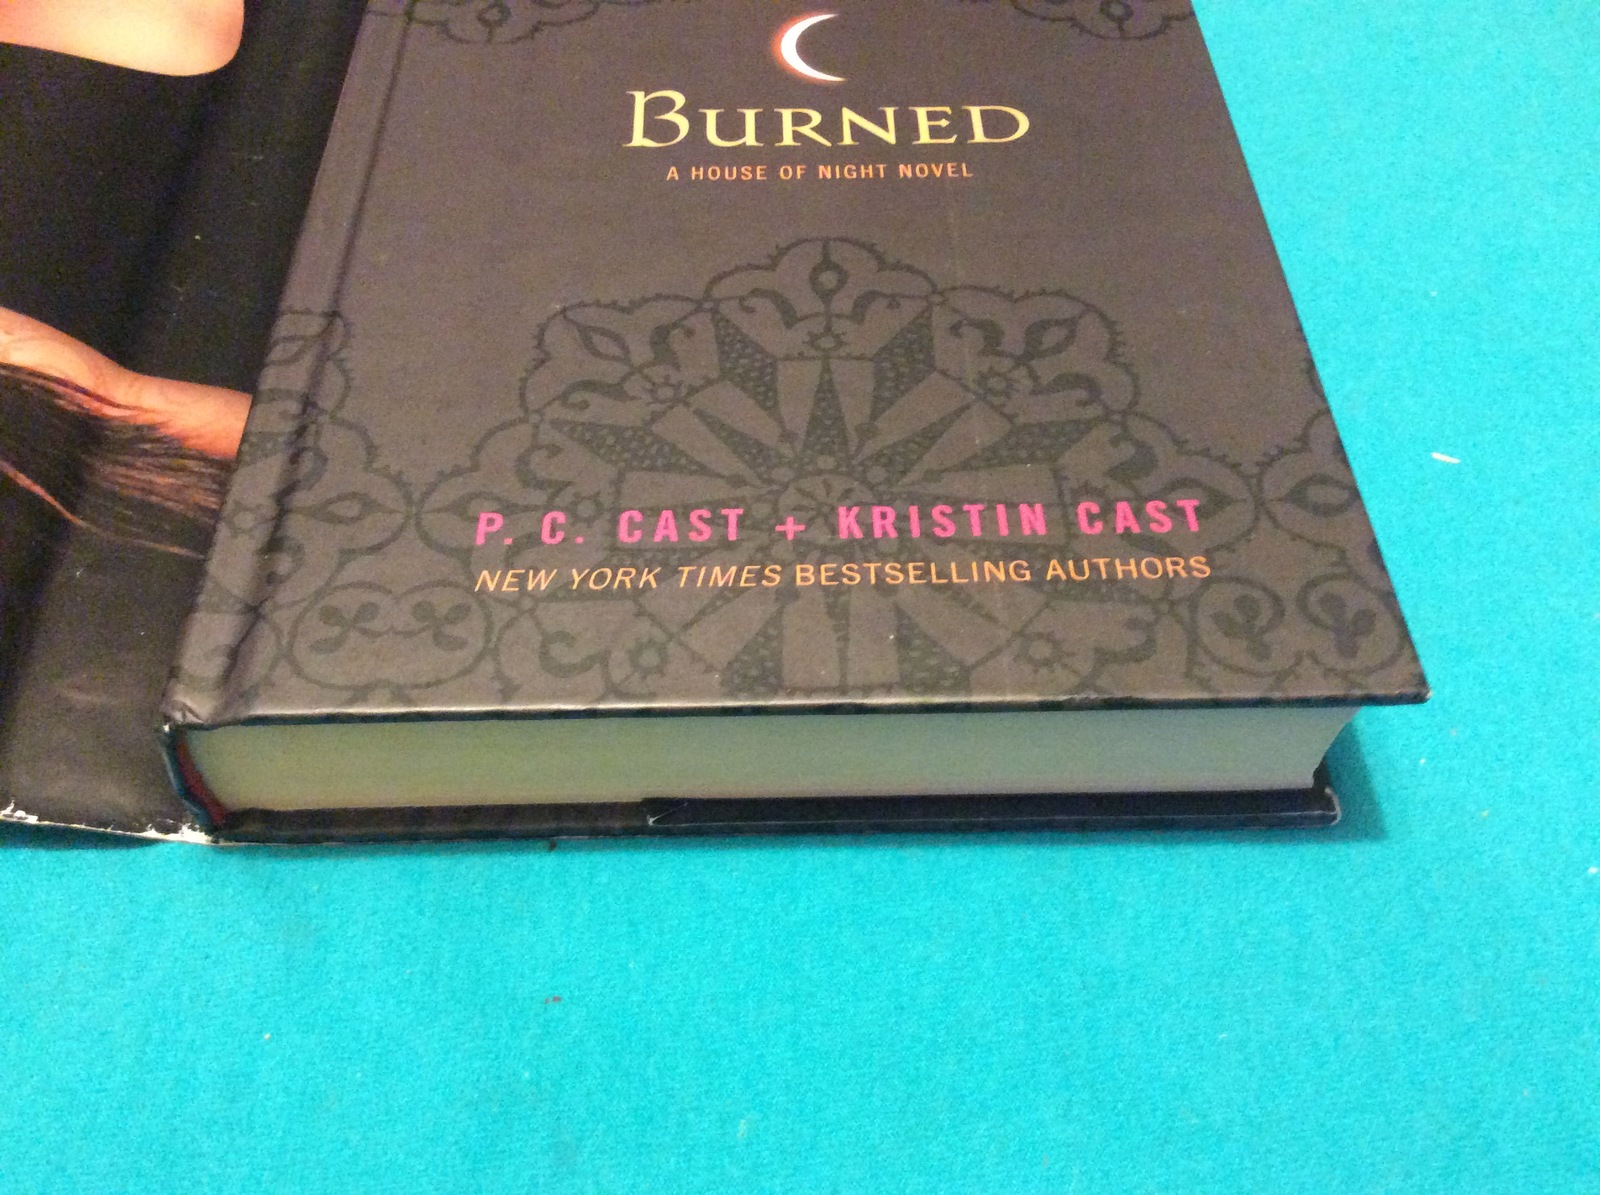 BURNED
A HOUSE OF NIGHT NOVEL
P. C. CAST + KRISTIN CAST
NEW YORK TIMES BESTSELLING AUTHORS